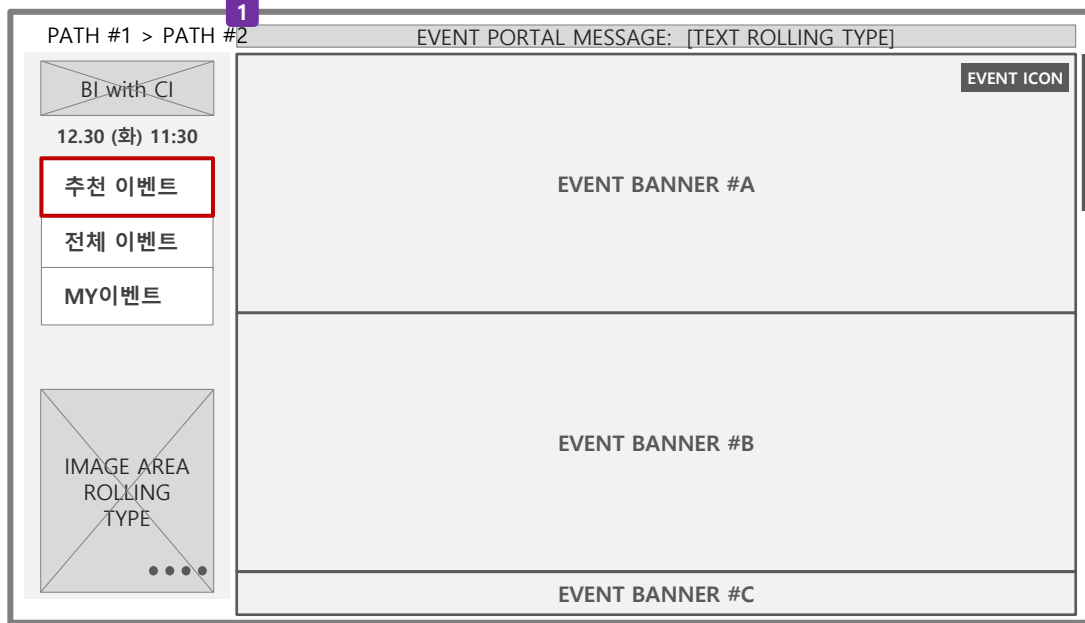 1
PATH #1 > PATH #2
EVENT PORTAL MESSAGE: [TEXT ROLLING TYPE]
BI with CI
12.30 (화) 11:30
추천 이벤트
전체 이벤트
MY이벤트
IMAGE AREA
ROLLING
TYPE
EVENT ICON
EVENT BANNER #A
EVENT BANNER #B
EVENT BANNER #C